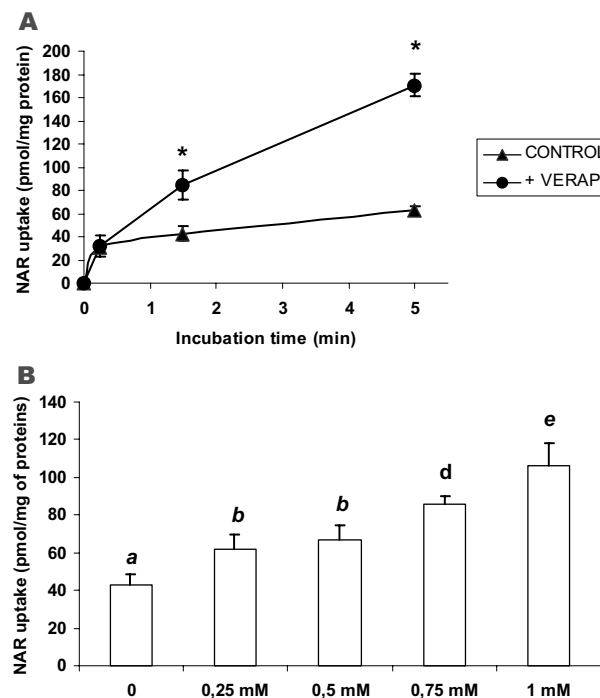 A
NAR uptake (pmol/mg protein)
200
180
160
140
120
100
80
60
40
20
0
*
*
0 1 2 3 4 5
Incubation time (min)
CONTROL
+ VERAP
B
NAR uptake (pmol/mg of proteins)
140
120
100
80
60
40
20
0
a
b
b
d
e
0 0,25 mM 0,5 mM 0,75 mM 1 mM